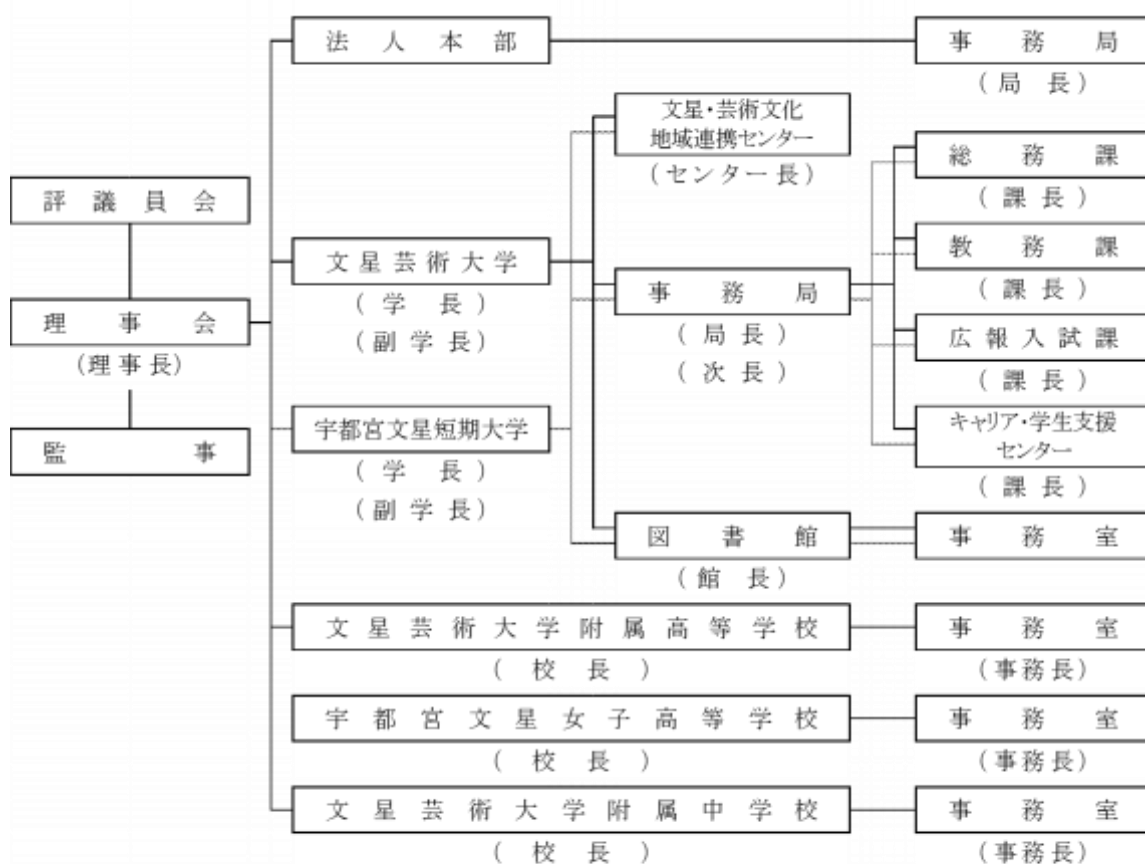 法人本部
事務局
(局長)
文星・芸術文化
地域連携センター
(センター長)
総務課
(課長)
評議員会
文星芸術大学
(学長)
(副学長)
事務局
(局長)
(次長)
教務課
(課長)
理事会
(理事長)
広報入試課
(課長)
監事
宇都宮文星短期大学
(学長)
(副学長)
キャリア・学生支援
センター
(課長)
図書館
(館長)
事務室
文星芸術大学附属高等学校
(校長)
事務室
(事務長)
宇都宮文星女子高等学校
(校長)
事務室
(事務長)
文星芸術大学附属中学校
(校長)
事務室
(事務長)